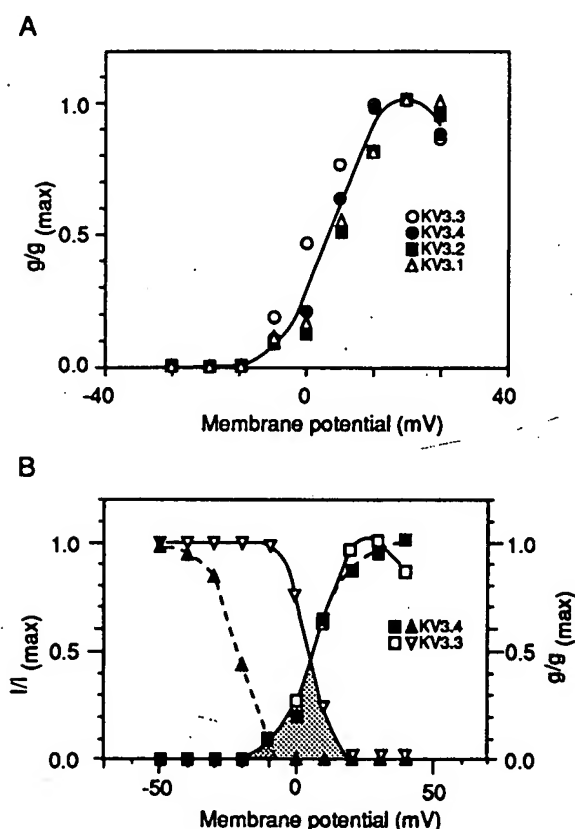 A
g/g (max)
1.0
0.5
0.0
○ KV3.3
● KV3.4
■ KV3.2
△ KV3.1
-40 0 40
Membrane potential (mV)
B
I/I (max)
g/g (max)
1.0 1.0
0.5 0.5
0.0 0.0
■ ▲ KV3.4
□ ▽ KV3.3
-50 0 50
Membrane potential (mV)